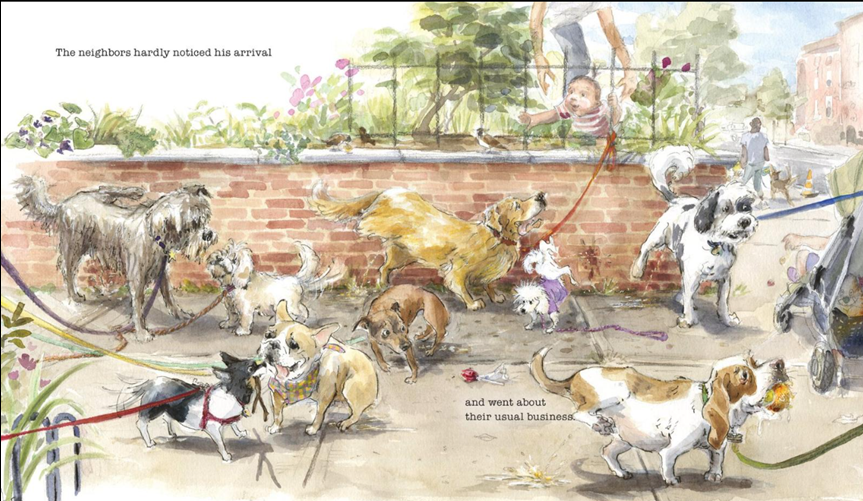 The neighbors hardly noticed his arrival
and went about
their usual business.